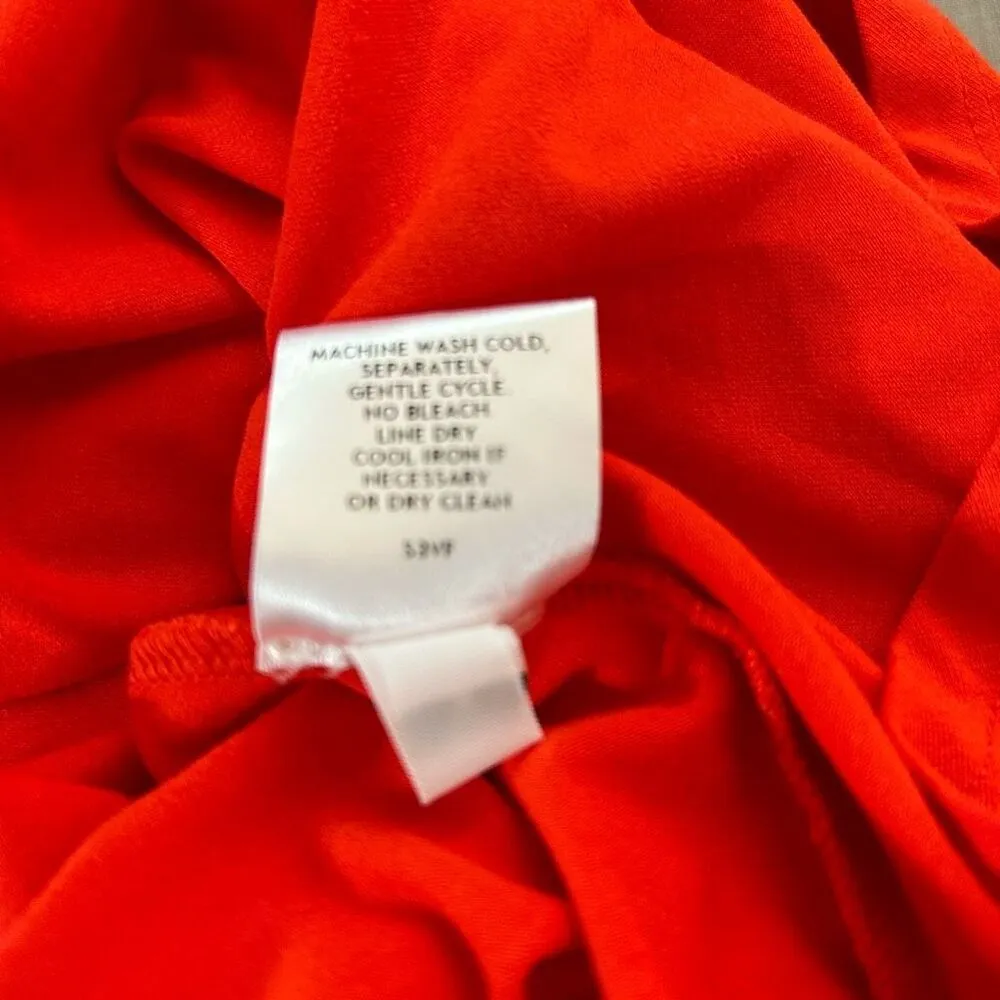 MACHINE WASH COLD,
SEPARATELY,
GENTLE CYCLE.
NO BLEACH
LINE DRY
COOL IRON IF
NECESSARY
OR DRY CLEAN